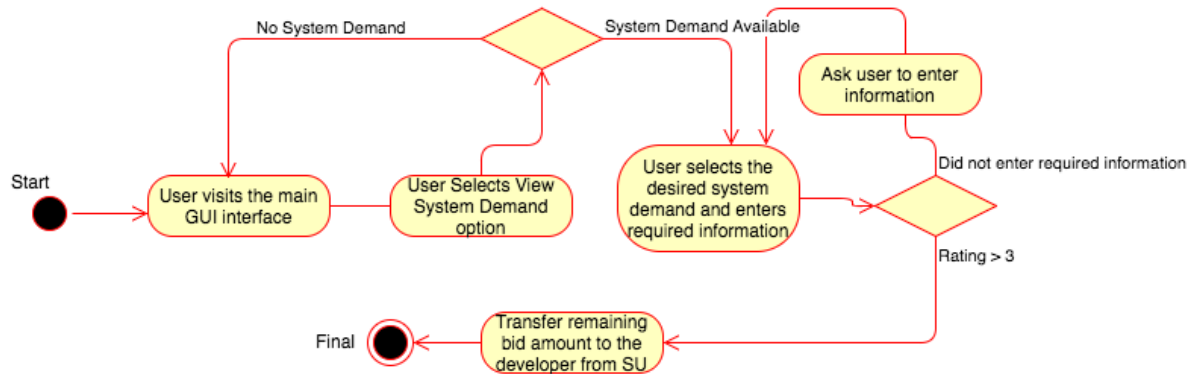 No System Demand
System Demand Available
Ask user to enter
information
Did not enter required information
Start
User visits the main
GUI interface
User Selects View
System Demand
option
User selects the
desired system
demand and enters
required information
Rating > 3
Final
Transfer remaining
bid amount to the
developer from SU